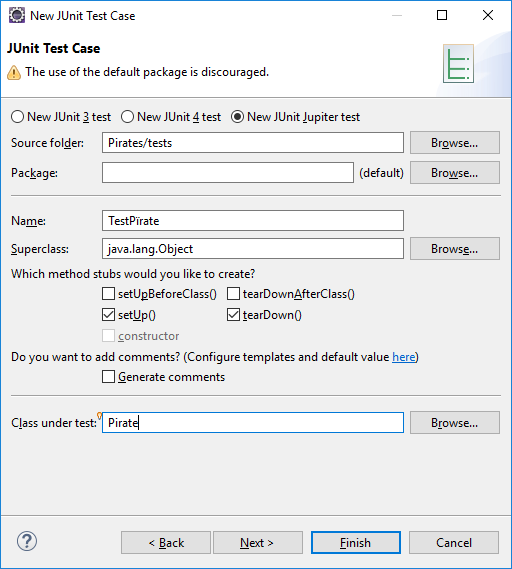 New JUnit Test Case
JUnit Test Case
The use of the default package is discouraged.
New JUnit 3 test New JUnit 4 test New JUnit Jupiter test
Source folder: Pirates/tests Browse...
Package: (default) Browse...
Name: TestPïrate
Superclass: java.lang.Object Browse...
Which method stubs would you like to create?
setUpBeforeClass() tearDownAfterClass()
setUp() tearDown()
constructor
Do you want to add comments? (Configure templates and default value here)
Generate comments
Class under test: Pirate Browse...
? < Back Next > Finish Cancel